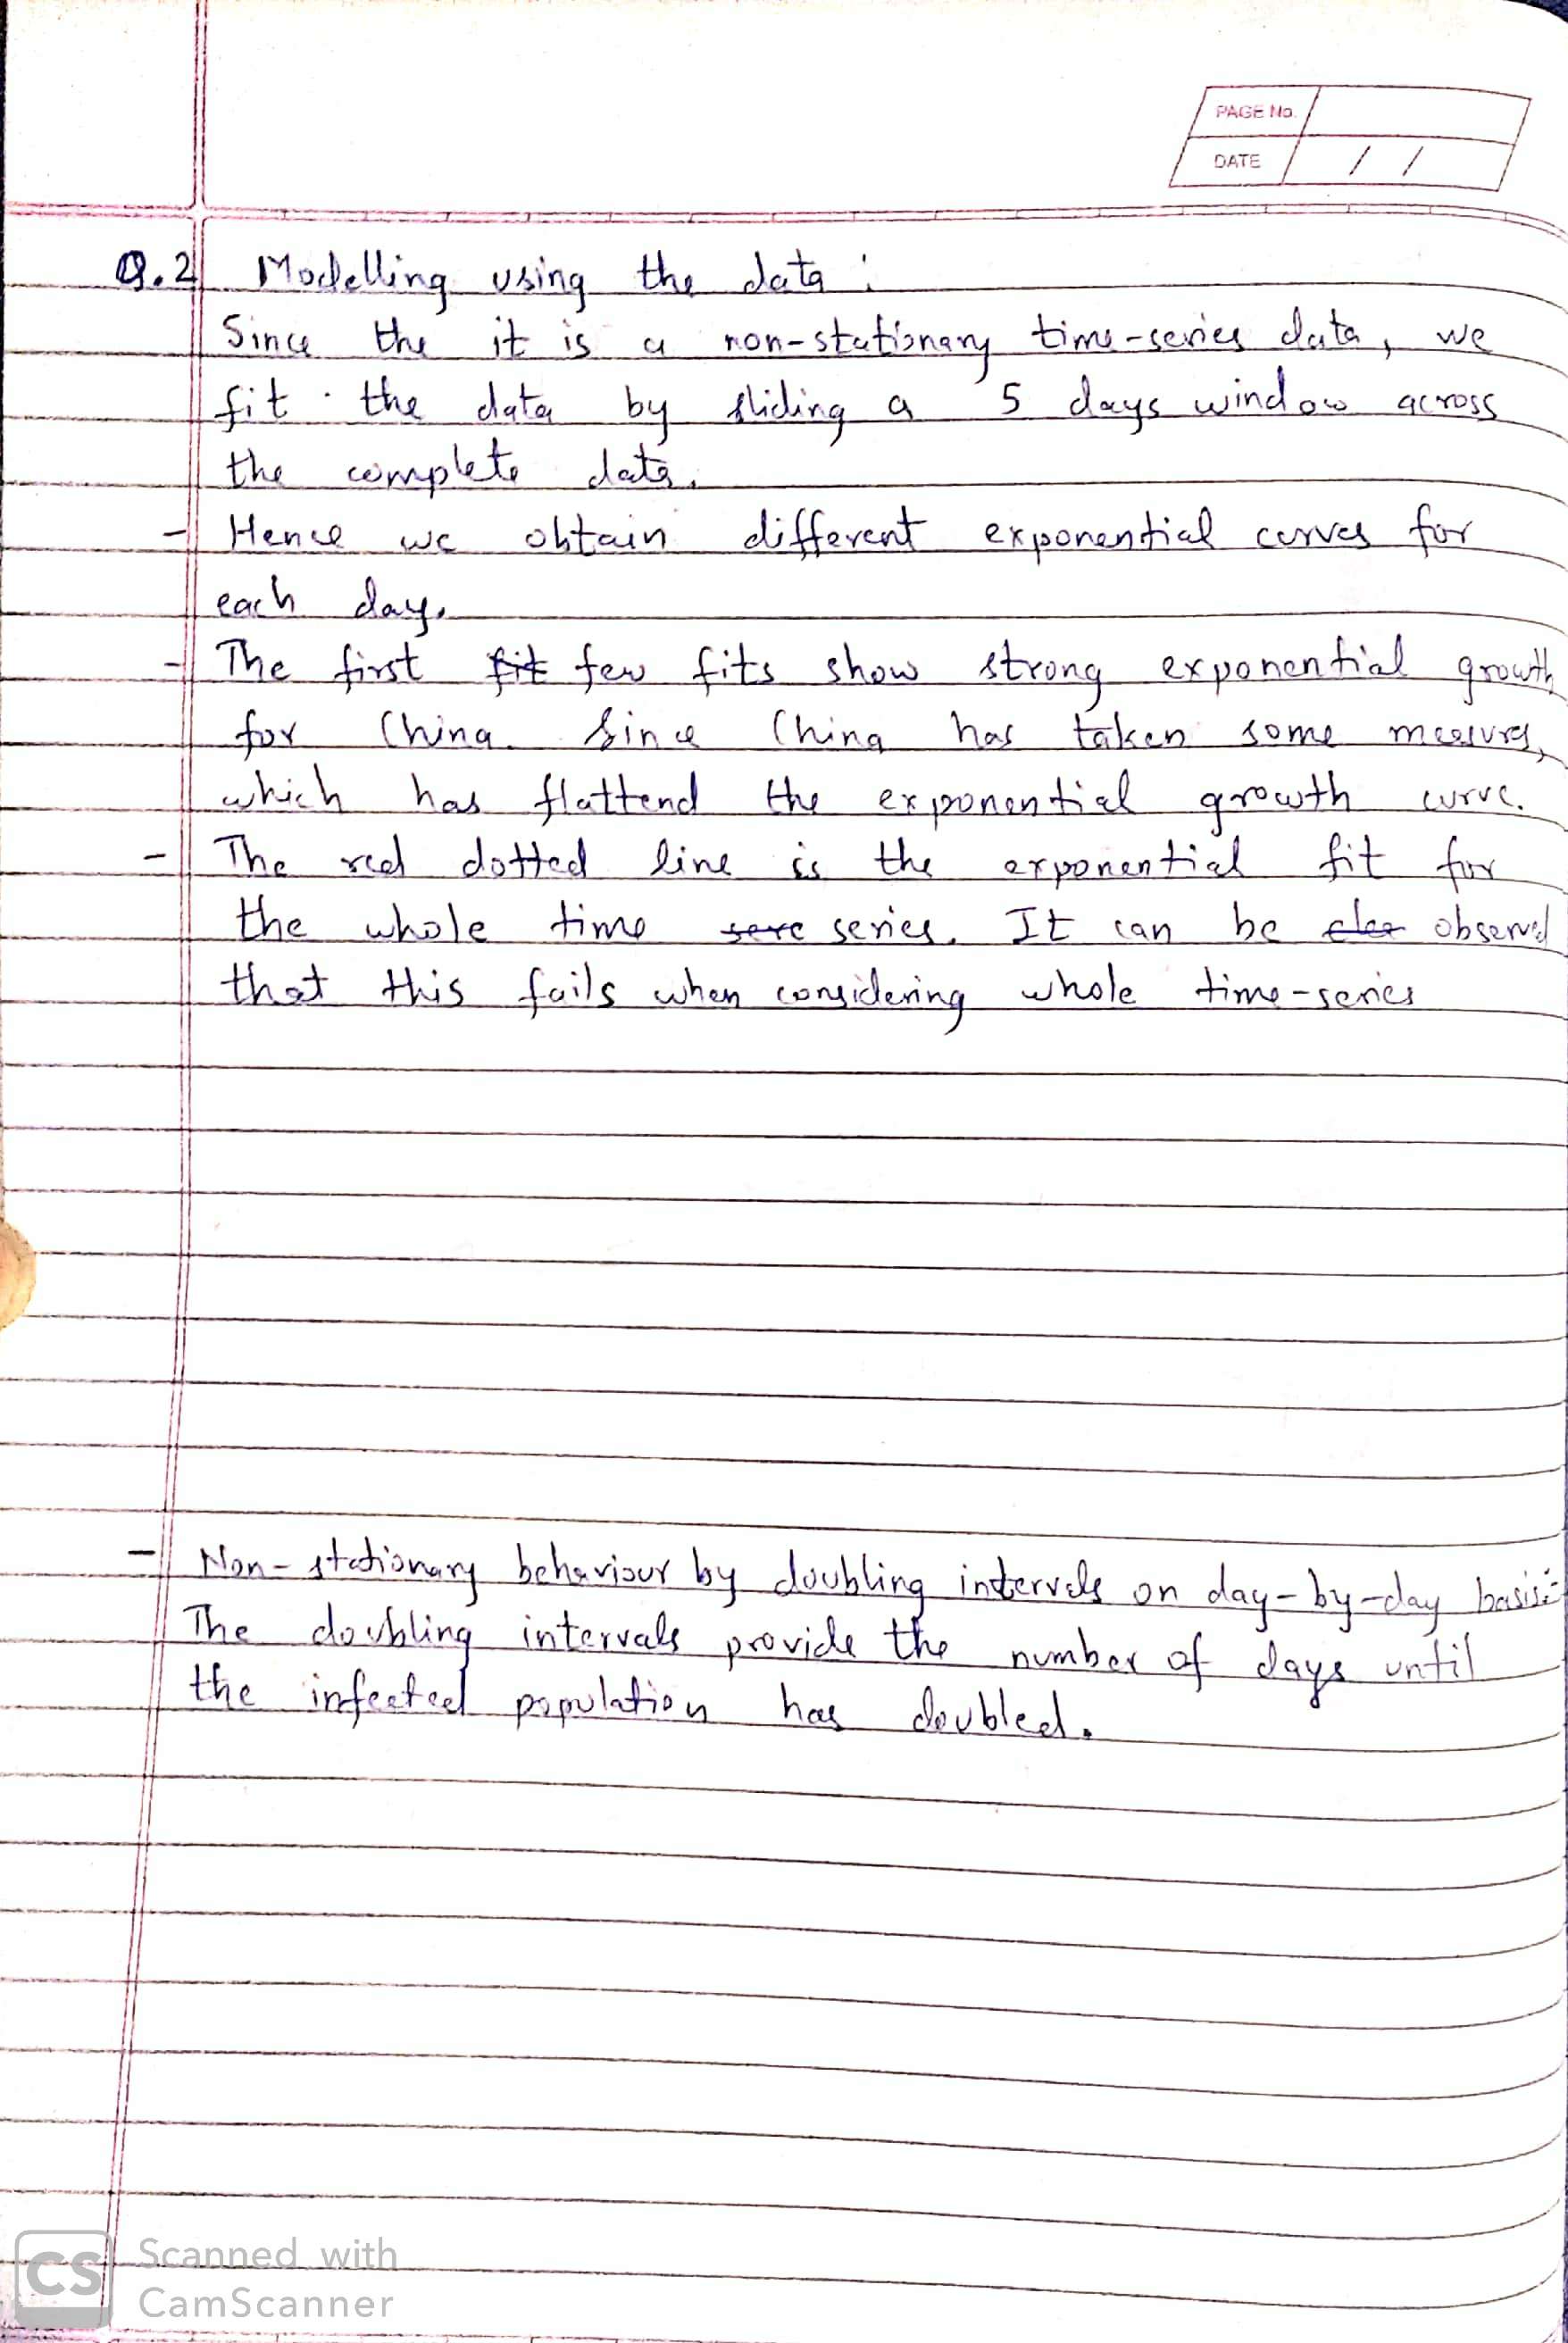 PAGE No.
DATE / /
Q.2 Modelling using the data :
Since the it is a non-stationary time-series data, we
fit the data by sliding a 5 days window across
the complete data.
- Hence we obtain different exponential curves for
each day.
- The first fit few fits show strong exponential growth
for China. Since China has taken some measures,
which has flattend the exponential growth curve.
- The red dotted line is the exponential fit for
the whole time sere series. It can be clea observed
that this fails when considering whole time-series
- Non-stationary behaviour by doubling intervals on day-by-day basis:-
The doubling intervals provide the number of days until
the infected population has doubled.
CS Scanned with
CamScanner